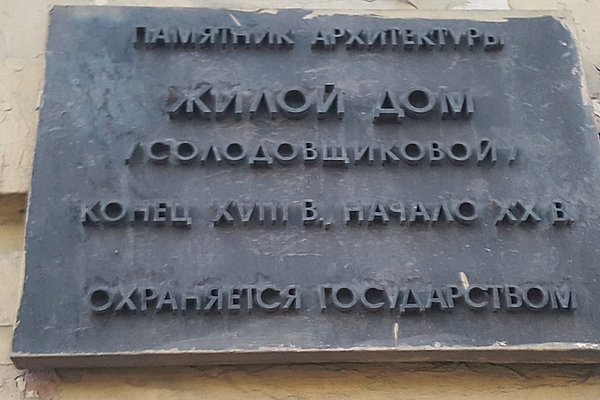 ПАМЯТНИК АРХИТЕКТУРЫ
ЖИЛОЙ ДОМ
/СОЛОДОВЩИКОВОЙ/
КОНЕЦ XVIII В., НАЧАЛО XX В.
ОХРАНЯЕТСЯ ГОСУДАРСТВОМ